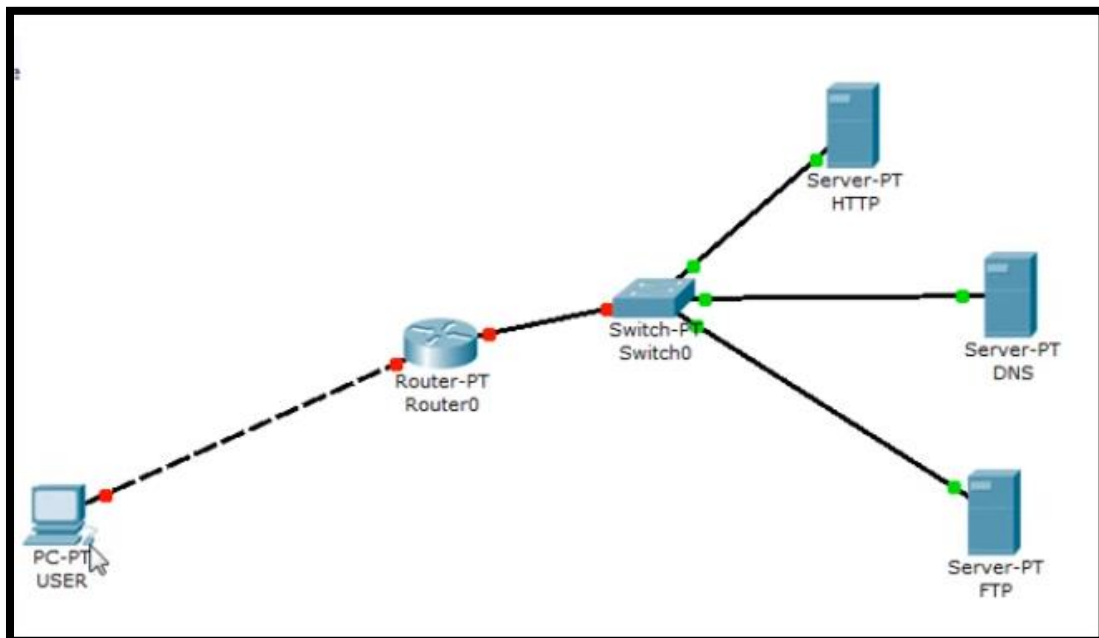 Server-PT
HTTP
Switch-PT
Switch0
Server-PT
DNS
Router-PT
Router0
PC-PT
USER
Server-PT
FTP